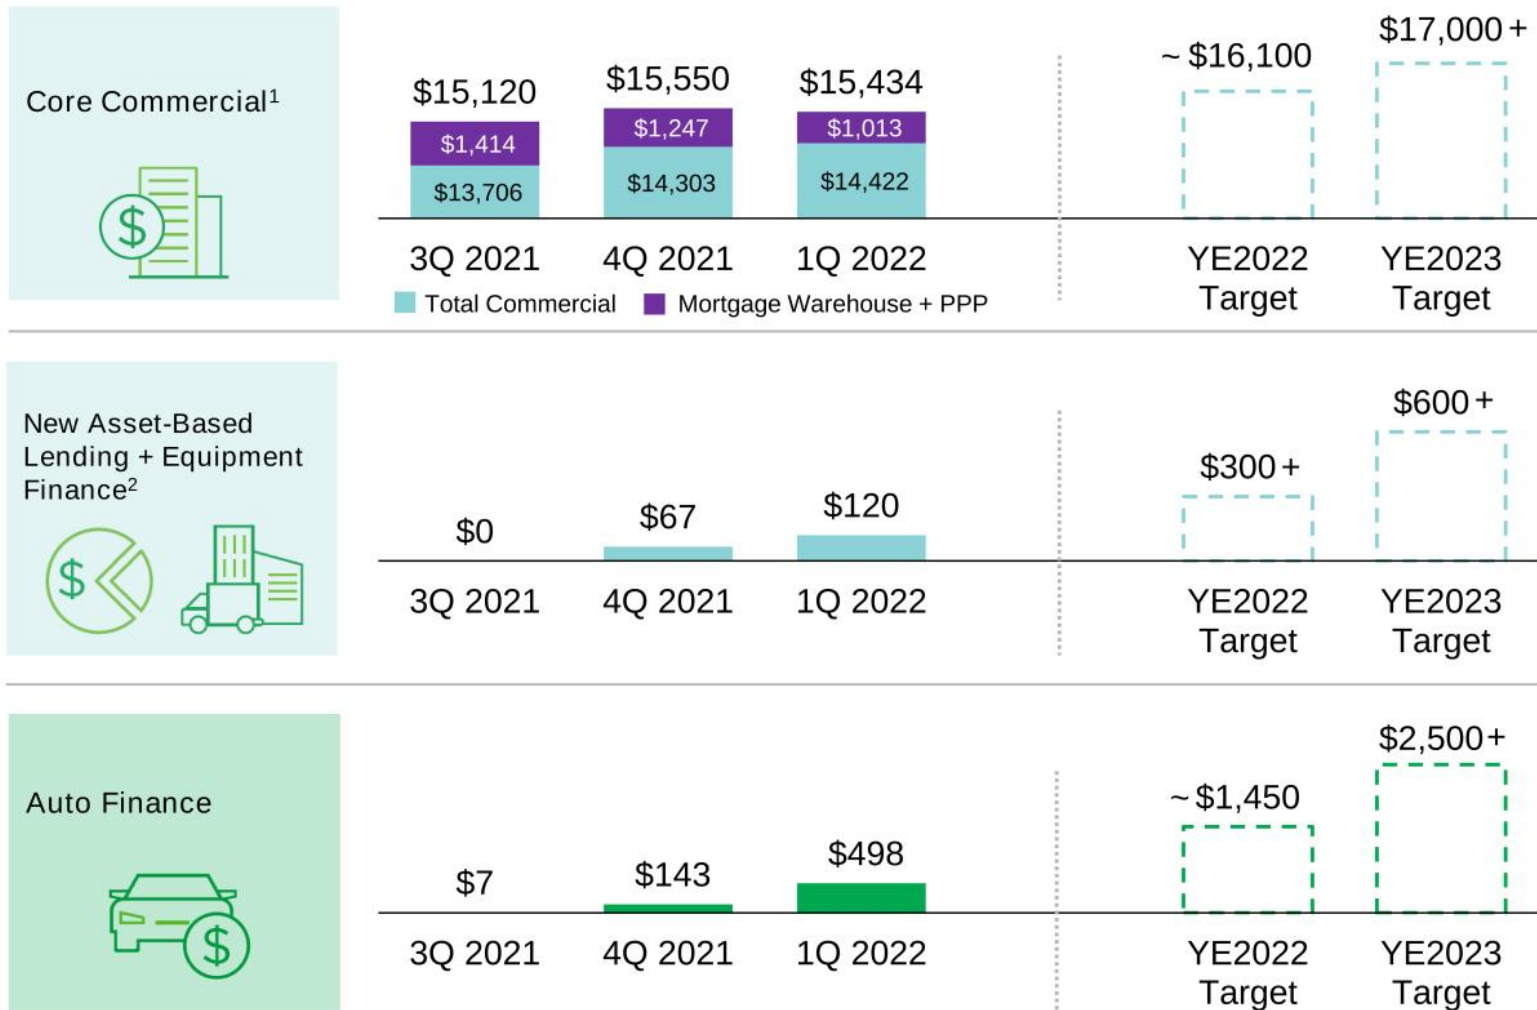 Core Commercial¹
$
$15,120
$15,550
$15,434
~ $16,100
$17,000 +
$1,414
$1,247
$1,013
$13,706
$14,303
$14,422
3Q 2021
4Q 2021
1Q 2022
YE2022
Target
YE2023
Target
Total Commercial
Mortgage Warehouse + PPP
New Asset-Based
Lending + Equipment
Finance²
$
$0
$67
$120
$300 +
$600 +
3Q 2021
4Q 2021
1Q 2022
YE2022
Target
YE2023
Target
Auto Finance
$
$7
$143
$498
~ $1,450
$2,500 +
3Q 2021
4Q 2021
1Q 2022
YE2022
Target
YE2023
Target